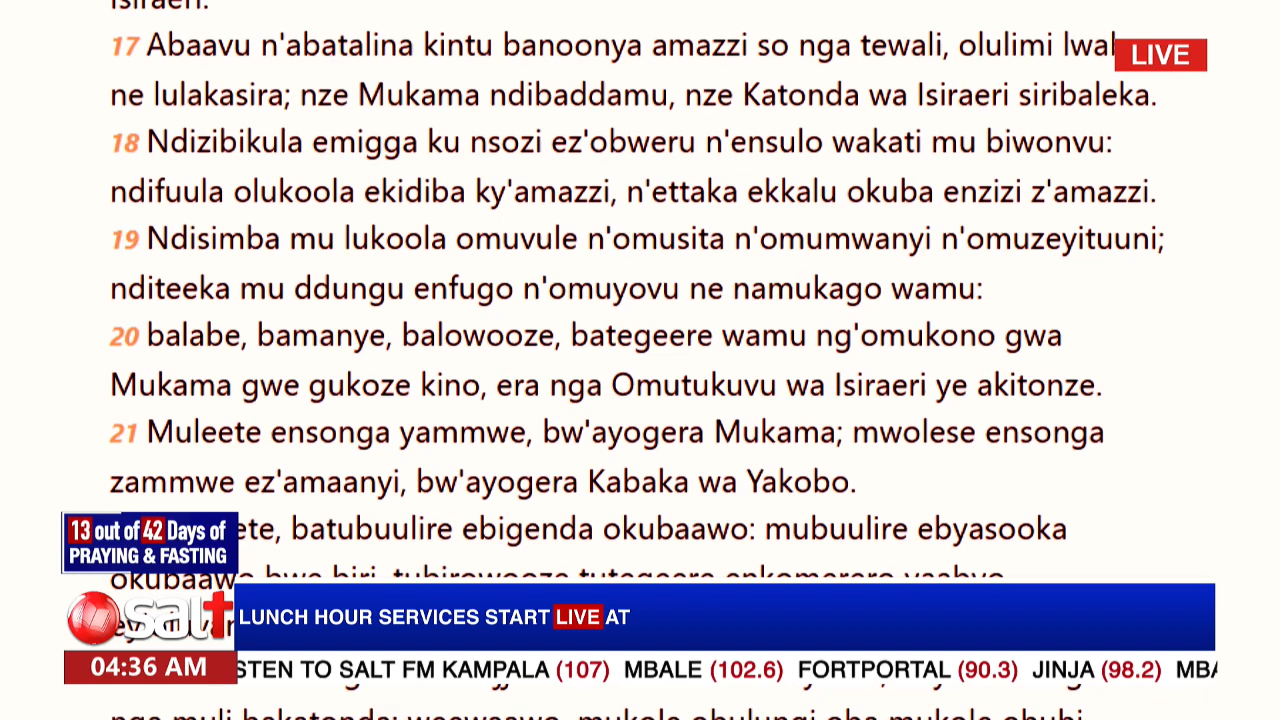 Isiraeri.
17 Abaavu n'abatalina kintu banoonya amazzi so nga tewali, olulimi
LIVE
ne lulakasira; nze Mukama ndibaddamu, nze Katonda wa Isiraeri siribaleka.
18 Ndizibikula emigga ku nsozi ez'obweru n'ensulo wakati mu biwonvu:
ndifuula olukoola ekidiba ky'amazzi, n'ettaka ekkalu okuba enzizi z'amazzi.
19 Ndisimba mu lukoola omuvule n'omusita n'omumwanyi n'omuzeyituuni;
nditeeka mu ddungu enfugo n'omuyovu ne namukago wamu:
20 balabe, bamanye, balowooze, bategeere wamu ng'omukono gwa
Mukama gwe gukoze kino, era nga Omutukuvu wa Isiraeri ye akitonze.
21 Muleete ensonga yammwe, bw'ayogera Mukama; mwolese ensonga
zammwe ez'amaanyi, bw'ayogera Kabaka wa Yakobo.
batubuulire ebigenda okubaawo: mubuulire ebyasooka
13 out of 42 Days of
PRAYING & FASTING
okubaawo
salt
LUNCH HOUR SERVICES START LIVE AT
04:36 AM
TO SALT FM KAMPALA (107) MBALE (102.6) FORTPORTAL (90.3) JINJA (98.2)